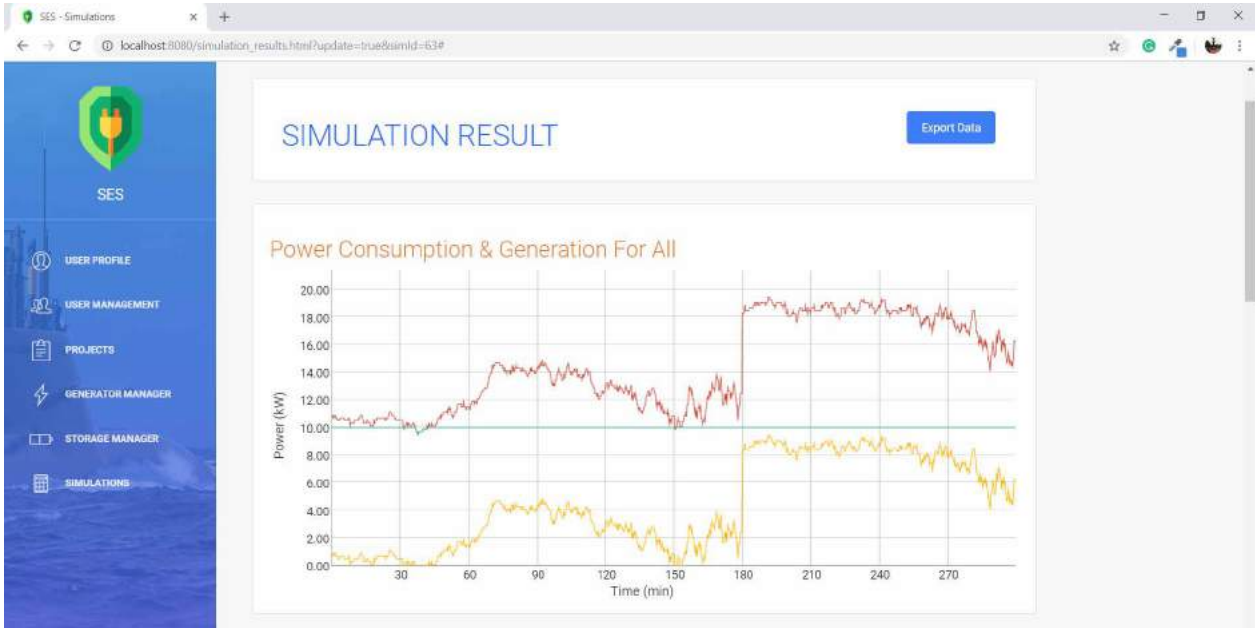 SES - Simulations
localhost:8080/simulation_results.html?update=true&simId=63#
SES
USER PROFILE
USER MANAGEMENT
PROJECTS
GENERATOR MANAGER
STORAGE MANAGER
SIMULATIONS
SIMULATION RESULT
Export Data
Power Consumption & Generation For All
20.00
18.00
16.00
14.00
12.00
10.00
8.00
6.00
4.00
2.00
0.00
Power (kW)
30 60 90 120 150 180 210 240 270
Time (min)